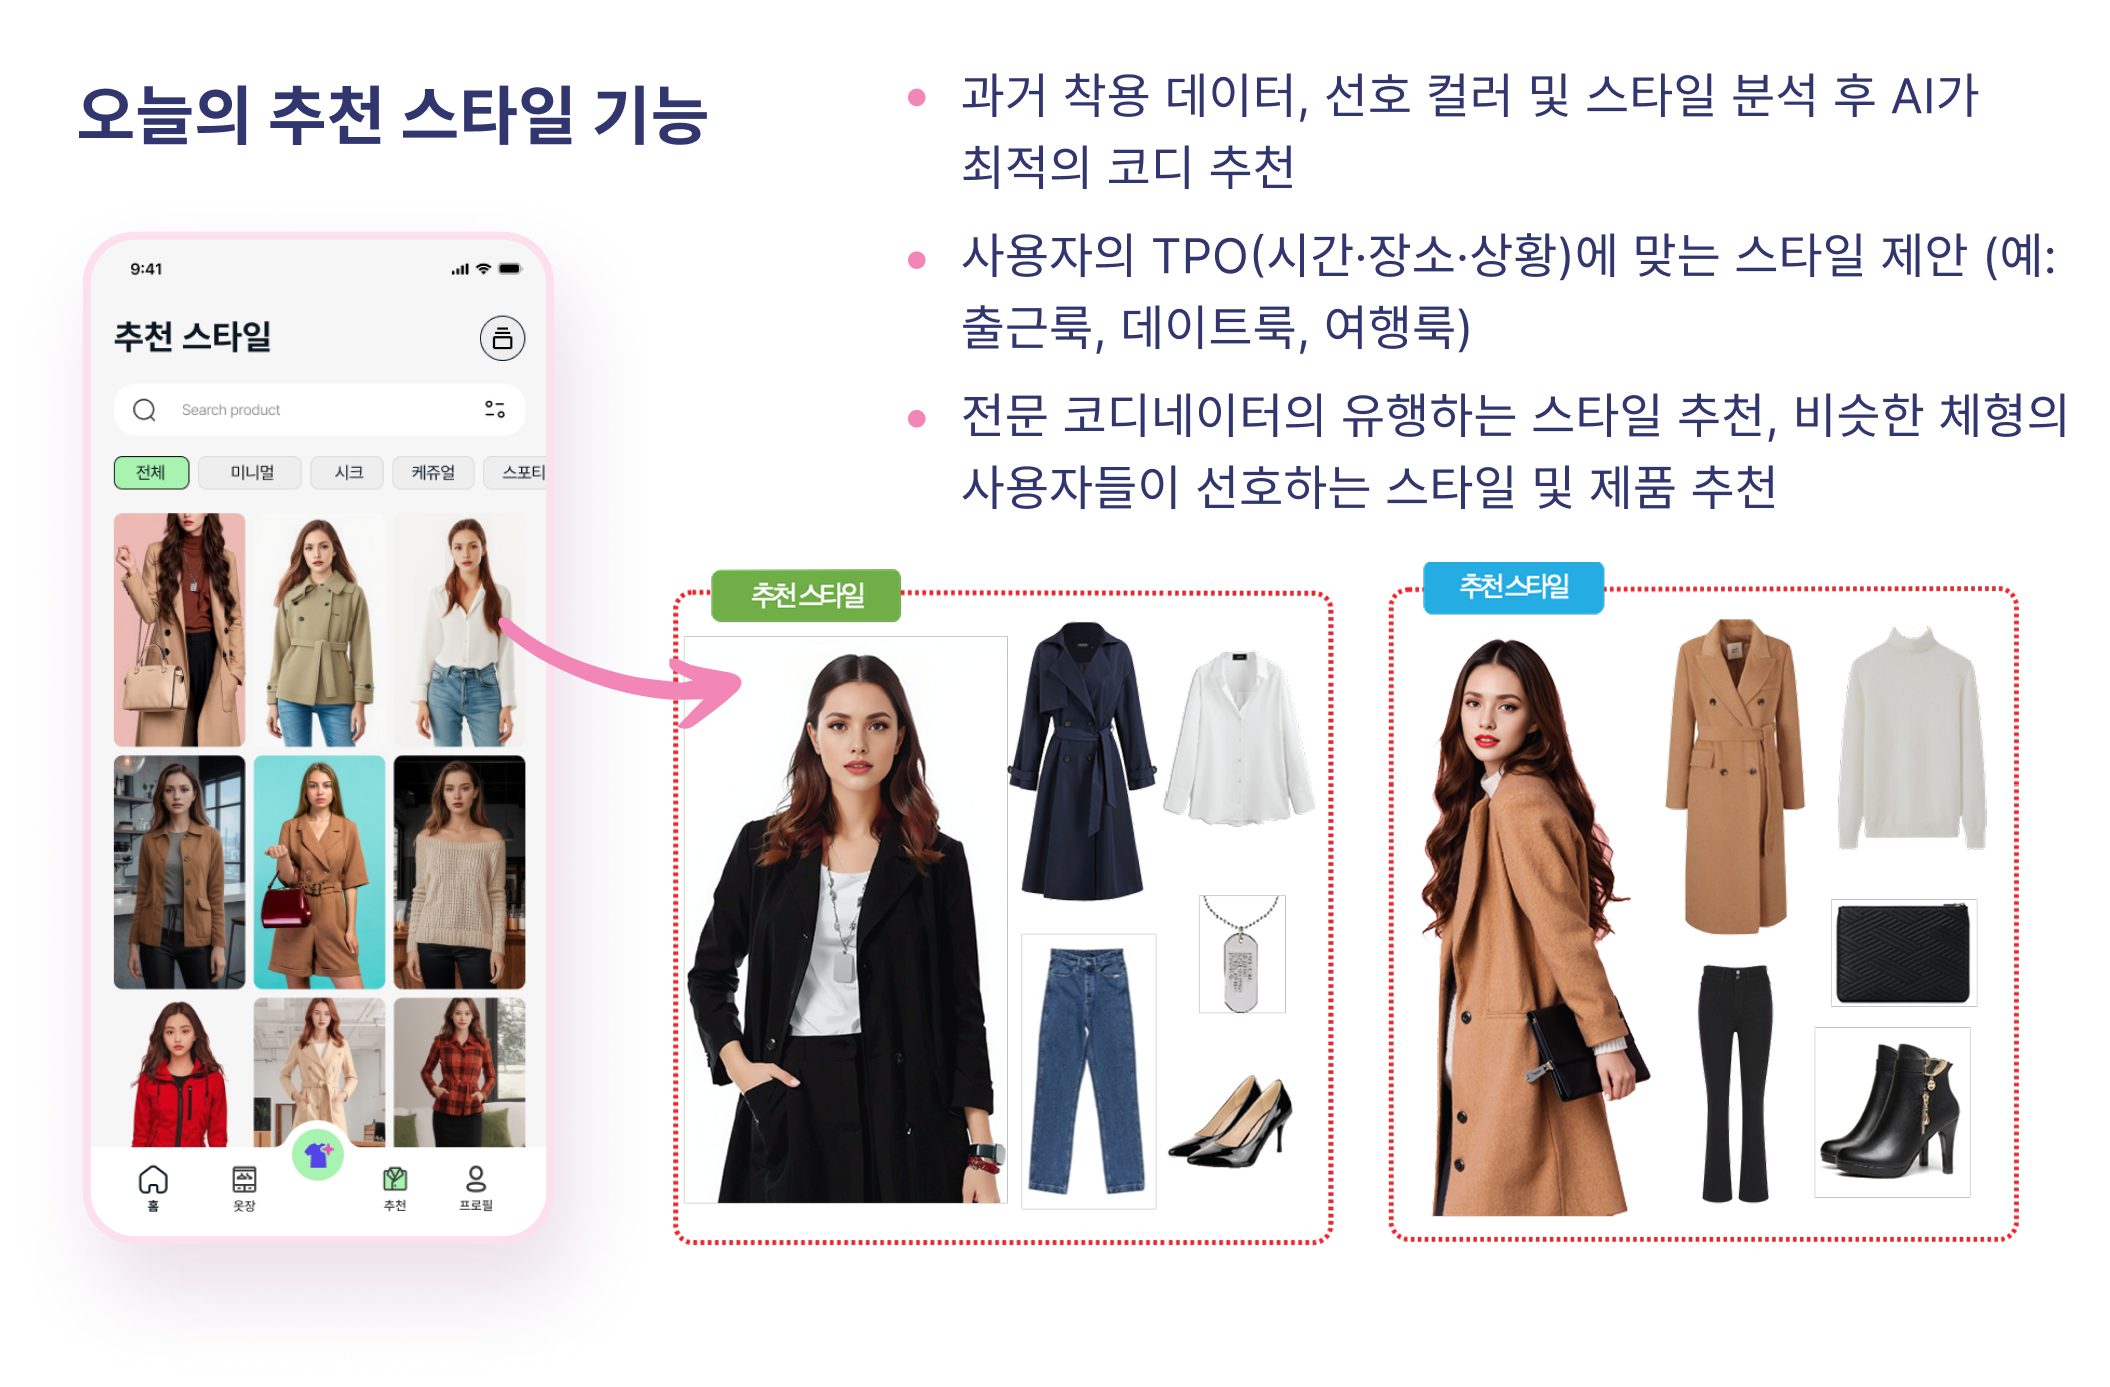 오늘의 추천 스타일 기능
과거 착용 데이터, 선호 컬러 및 스타일 분석 후 AI가
최적의 코디 추천
사용자의 TPO(시간·장소·상황)에 맞는 스타일 제안 (예:
출근룩, 데이트룩, 여행룩)
전문 코디네이터의 유행하는 스타일 추천, 비슷한 체형의
사용자들이 선호하는 스타일 및 제품 추천
9:41
추천 스타일
Search product
전체
미니멀
시크
케쥬얼
스포티
홈
옷장
추천
프로필
추천 스타일
추천 스타일